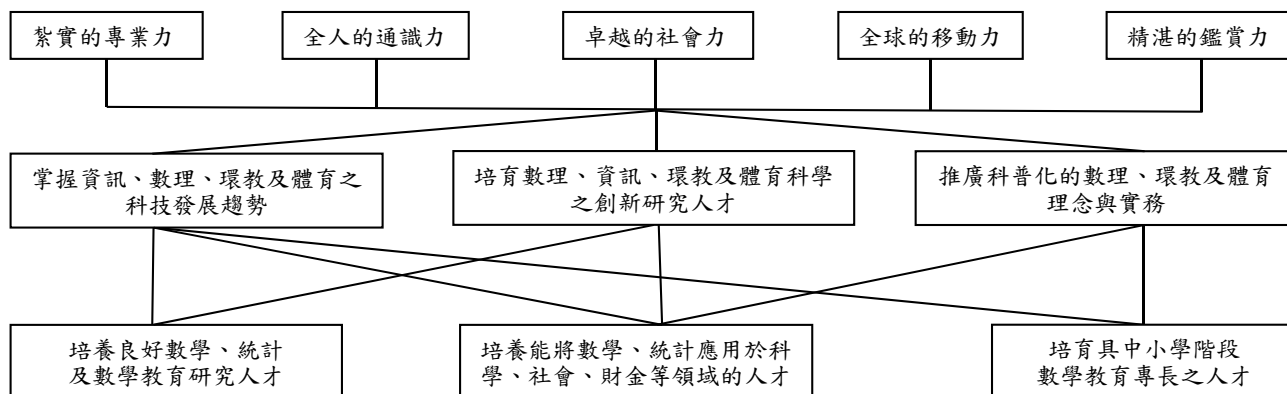 紮實的專業力
全人的通識力
卓越的社會力
全球的移動力
精湛的鑑賞力
掌握資訊、數理、環教及體育之
科技發展趨勢
培育數理、資訊、環教及體育科學
之創新研究人才
推廣科普化的數理、環教及體育
理念與實務
培養良好數學、統計
及數學教育研究人才
培養能將數學、統計應用於科
學、社會、財金等領域的人才
培育具中小學階段
數學教育專長之人才